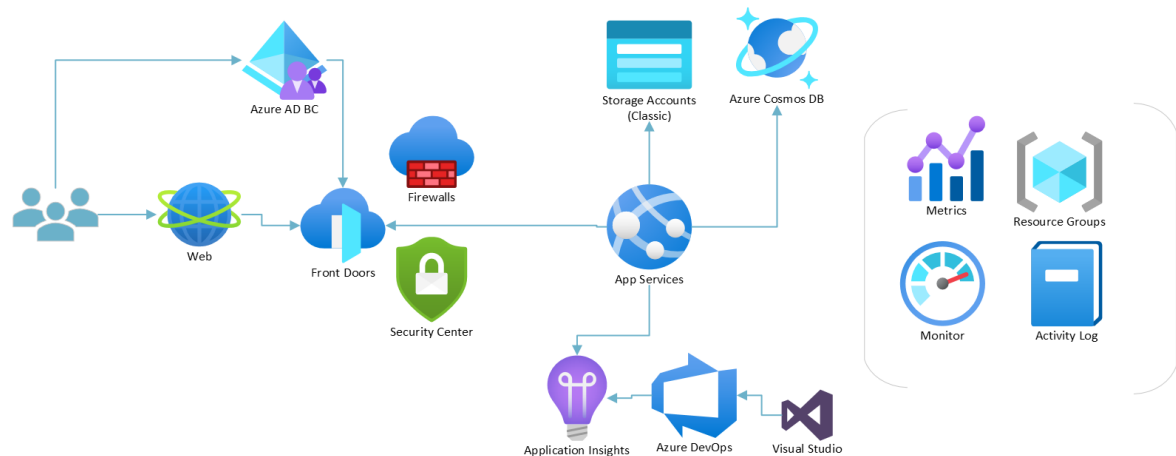 Azure AD BC
Storage Accounts
(Classic)
Azure Cosmos DB
Firewalls
Metrics
Resource Groups
Web
Front Doors
App Services
Security Center
Monitor
Activity Log
Application Insights
Azure DevOps
Visual Studio